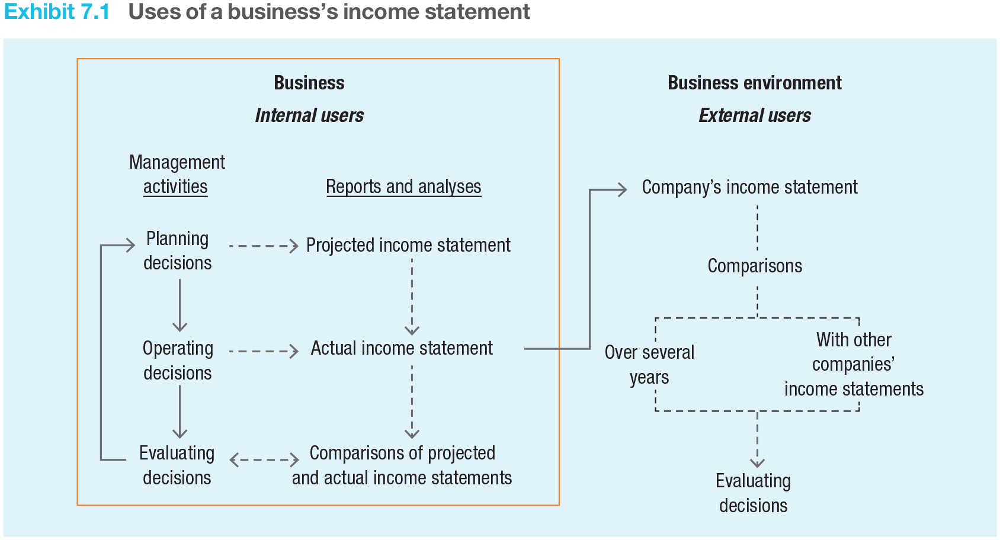 Exhibit 7.1 Uses of a business’s income statement
Business
Internal users
Management
activities
Reports and analyses
Planning
decisions
Projected income statement
Operating
decisions
Actual income statement
Evaluating
decisions
Comparisons of projected
and actual income statements
Business environment
External users
Company’s income statement
Comparisons
Over several
years
With other
companies’
income statements
Evaluating
decisions